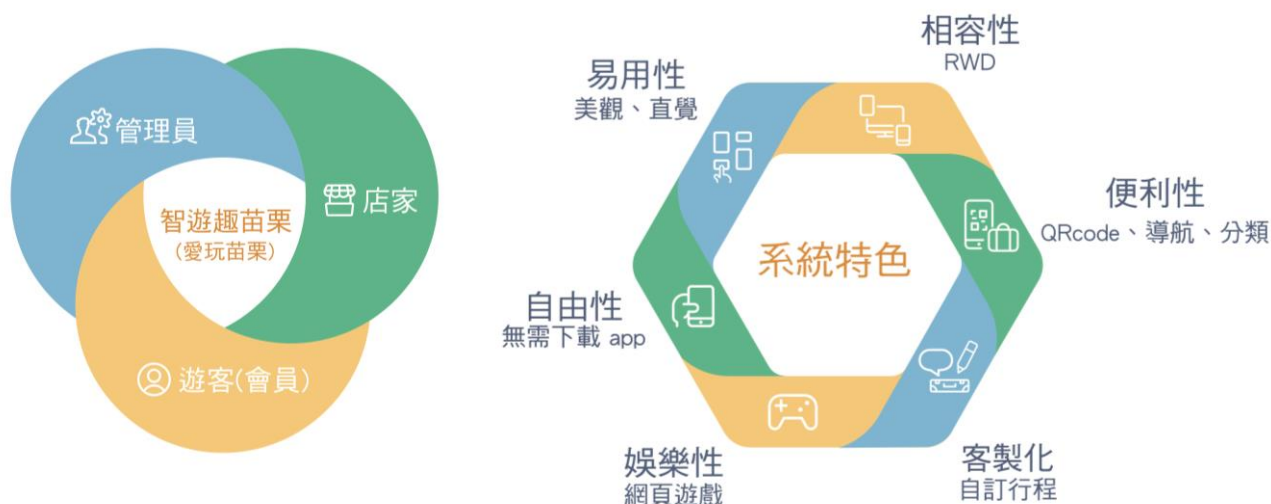 管理員
店家
智遊趣苗栗
(愛玩苗栗)
遊客(會員)
相容性
RWD
易用性
美觀、直覺
便利性
QRcode、導航、分類
系統特色
自由性
無需下載 app
娛樂性
網頁遊戲
客製化
自訂行程